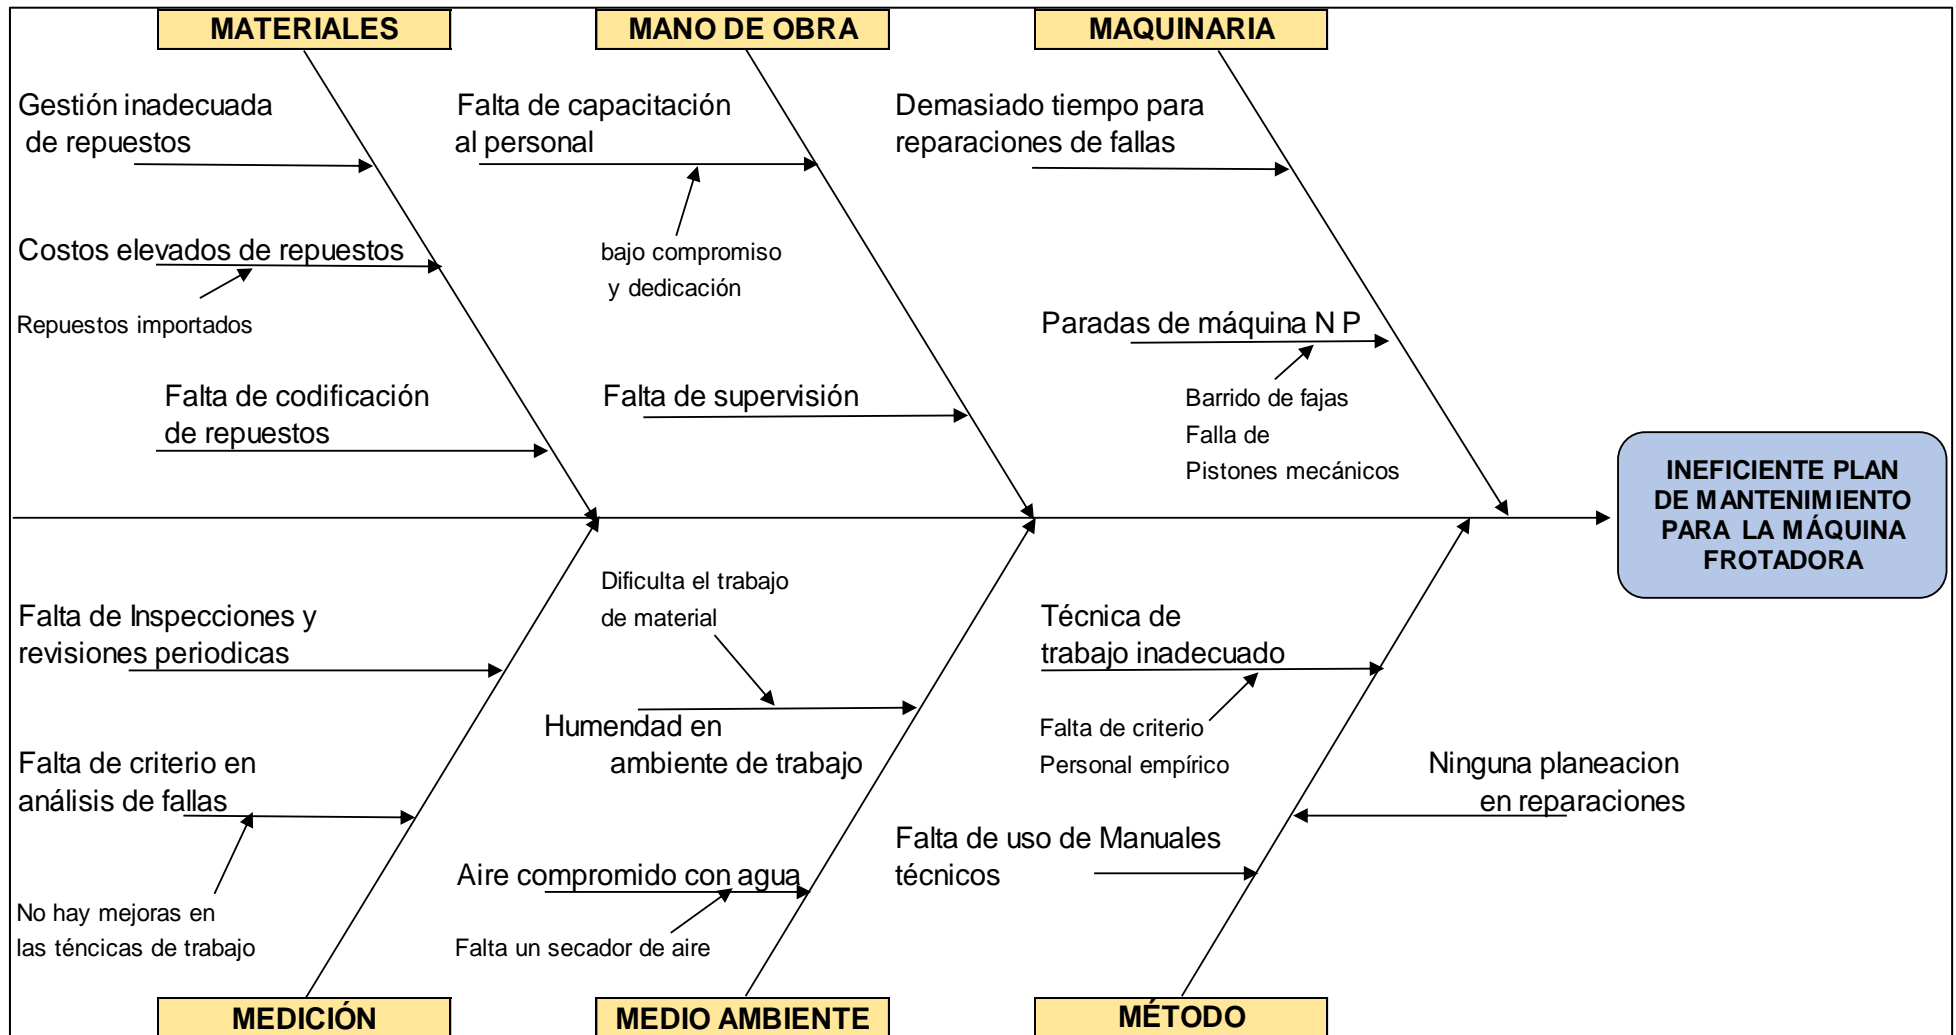 MATERIALES
MANO DE OBRA
MAQUINARIA
Gestión inadecuada
de repuestos
Costos elevados de repuestos
Repuestos importados
Falta de codificación
de repuestos
Falta de capacitación
al personal
bajo compromiso
y dedicación
Falta de supervisión
Demasiado tiempo para
reparaciones de fallas
Paradas de máquina N P
Barrido de fajas
Falla de
Pistones mecánicos
INEFICIENTE PLAN
DE MANTENIMIENTO
PARA LA MÁQUINA
FROTADORA
Falta de Inspecciones y
revisiones periodicas
Falta de criterio en
análisis de fallas
No hay mejoras en
las téncicas de trabajo
Dificulta el trabajo
de material
Humendad en
ambiente de trabajo
Aire compromido con agua
Falta un secador de aire
Técnica de
trabajo inadecuado
Falta de criterio
Personal empírico
Ninguna planeacion
en reparaciones
Falta de uso de Manuales
técnicos
MEDICIÓN
MEDIO AMBIENTE
MÉTODO